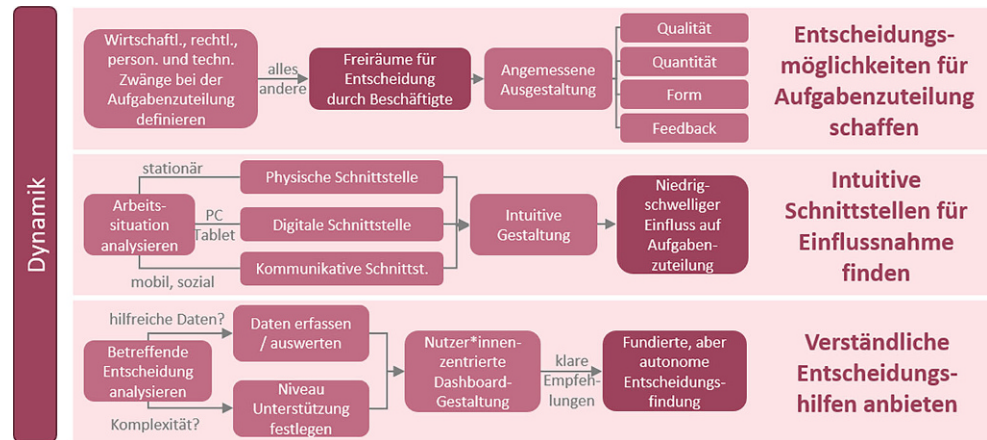 Dynamik
Wirtschaftl., rechtl.,
person. und techn.
Zwänge bei der
Aufgabenzuteilung
definieren
alles
andere
Freiräume für
Entscheidung
durch Beschäftigte
Angemessene
Ausgestaltung
Qualität
Quantität
Form
Feedback
Entscheidungs-
möglichkeiten für
Aufgabenzuteilung
schaffen
Arbeits-
situation
analysieren
stationär
PC
Tablet
mobil, sozial
Physische Schnittstelle
Digitale Schnittstelle
Kommunikative Schnittst.
Intuitive
Gestaltung
Niedrig-
schwelliger
Einfluss auf
Aufgaben-
zuteilung
Intuitive
Schnittstellen für
Einflussnahme
finden
hilfreiche Daten?
Betreffende
Entscheidung
analysieren
Komplexität?
Daten erfassen
/ auswerten
Niveau
Unterstützung
festlegen
Nutzer*innen-
zentrierte
Dashboard-
Gestaltung
klare
Empfeh-
lungen
Fundierte, aber
autonome
Entscheidungs-
findung
Verständliche
Entscheidungs-
hilfen anbieten